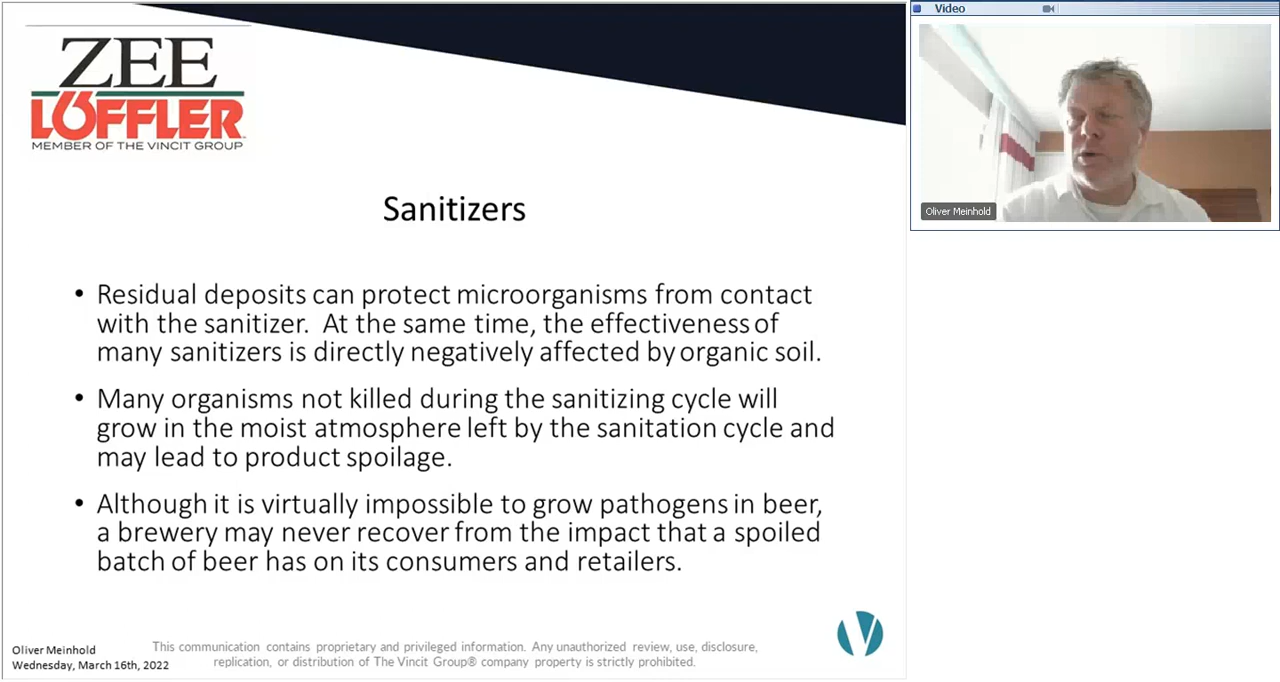 ZEE
LÖFFLER
MEMBER OF THE VINCIT GROUP
Sanitizers
• Residual deposits can protect microorganisms from contact
with the sanitizer.  At the same time, the effectiveness of
many sanitizers is directly negatively affected by organic soil.
• Many organisms not killed during the sanitizing cycle will
grow in the moist atmosphere left by the sanitation cycle and
may lead to product spoilage.
• Although it is virtually impossible to grow pathogens in beer,
a brewery may never recover from the impact that a spoiled
batch of beer has on its consumers and retailers.
Oliver Meinhold
Wednesday, March 16th, 2022
This communication contains proprietary and privileged information. Any unauthorized review, use, disclosure,
replication, or distribution of The Vincit Group® company property is strictly prohibited.
Video
Oliver Meinhold